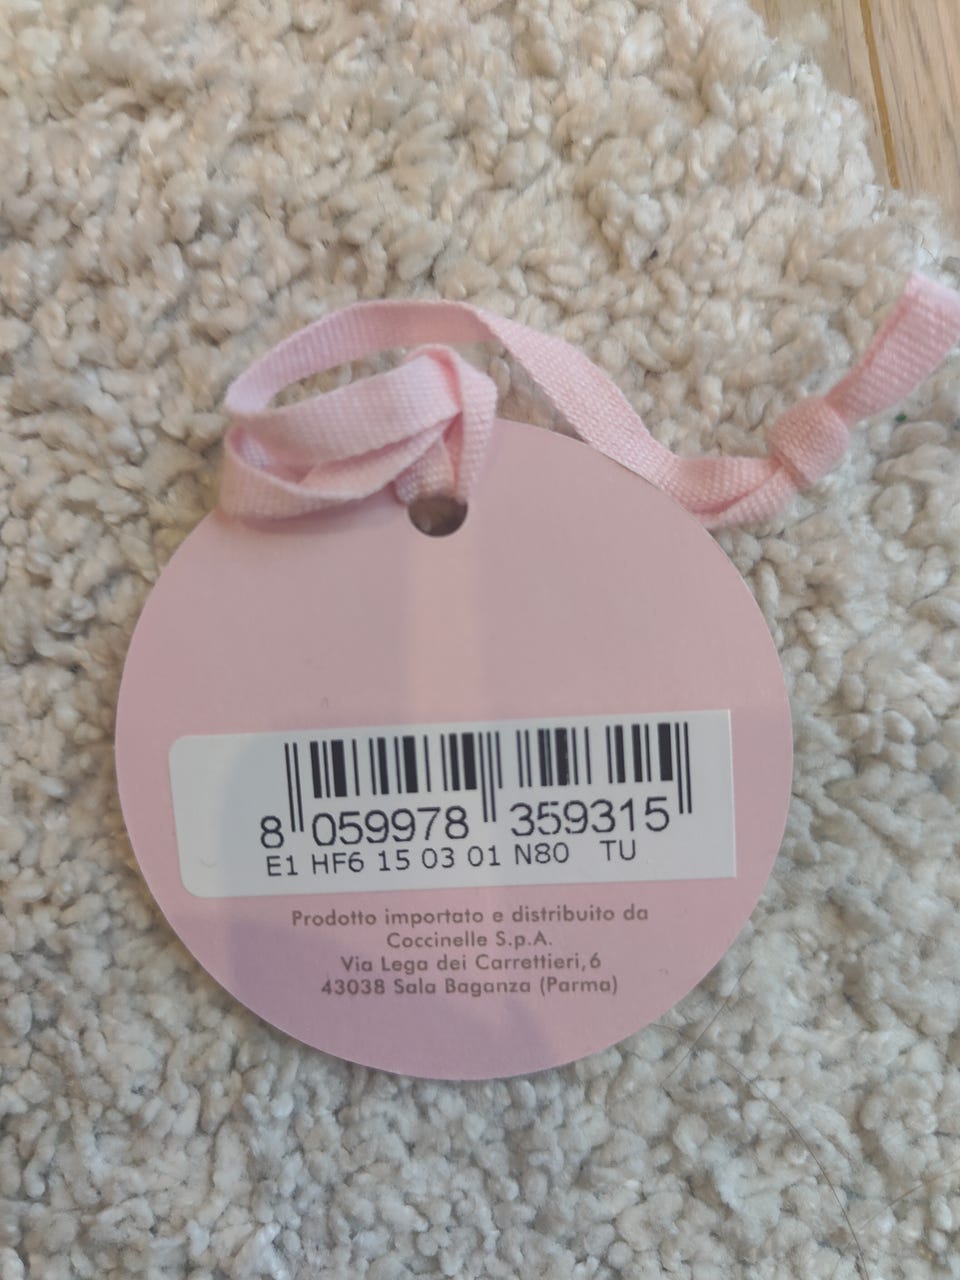 8 059978 359315
E1 HF6 15 03 01 N80 TU
Prodotto importato e distribuito da
Coccinelle S.p.A.
Via Lega dei Carrettieri,6
43038 Sala Baganza (Parma)